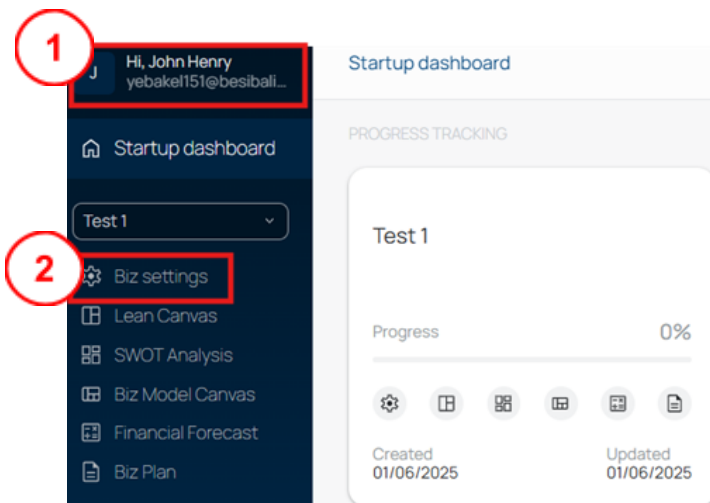 1
Hi, John Henry
J
yebakel151@besibali...
Startup dashboard
Startup dashboard
PROGRESS TRACKING
Test 1
Test 1
2
Biz settings
Lean Canvas
SWOT Analysis
Biz Model Canvas
Financial Forecast
Biz Plan
Progress
0%
Created
01/06/2025
Updated
01/06/2025